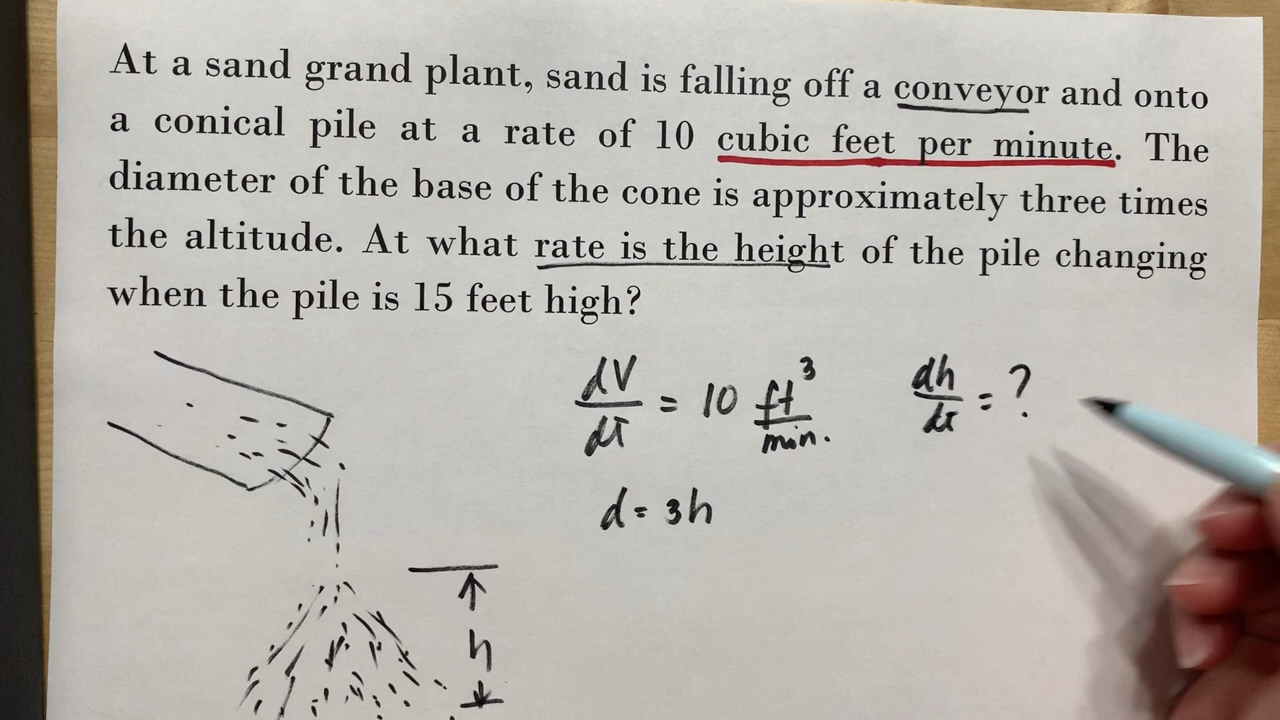 At a sand grand plant, sand is falling off a conveyor and onto
a conical pile at a rate of 10 cubic feet per minute. The
diameter of the base of the cone is approximately three times
the altitude. At what rate is the height of the pile changing
when the pile is 15 feet high?
dV/dt = 10 ft³/min. dh/dt = ?
d = 3h
h